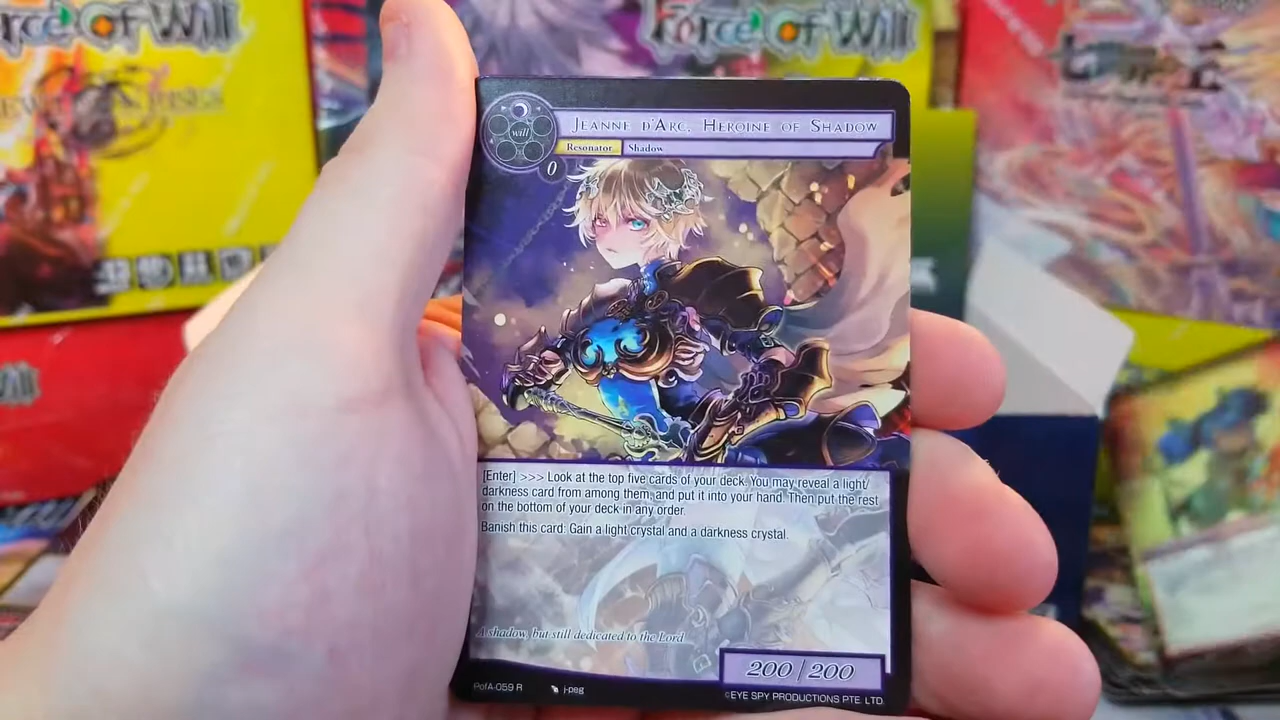 Force Of Will
Force Of Will
will
0
JEANNE D'ARC, HEROINE OF SHADOW
Resonator Shadow
[Enter] >>> Look at the top five cards of your deck. You may reveal a light/
darkness card from among them, and put it into your hand. Then put the rest
on the bottom of your deck in any order.
Banish this card: Gain a light crystal and a darkness crystal.
A shadow, but still dedicated to the Lord.
200 / 200
PofA-059 R j-peg ©EYE SPY PRODUCTIONS PTE. LTD.